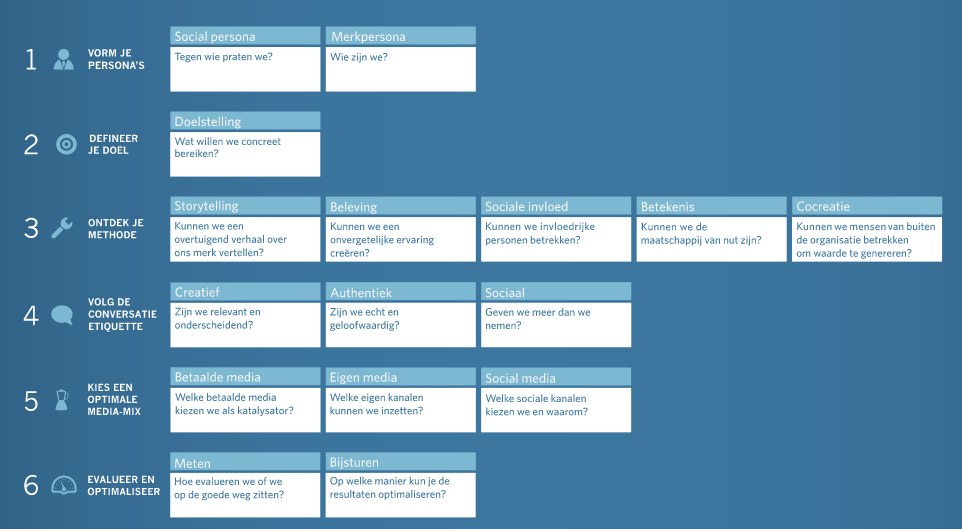 1
VORM JE
PERSONA'S
Social persona
Tegen wie praten we?
Merkpersona
Wie zijn we?
2
DEFINEER
JE DOEL
Doelstelling
Wat willen we concreet
bereiken?
3
ONTDEK JE
METHODE
Storytelling
Kunnen we een
overtuigend verhaal over
ons merk vertellen?
Beleving
Kunnen we een
onvergetelijke ervaring
creëren?
Sociale invloed
Kunnen we invloedrijke
personen betrekken?
Betekenis
Kunnen we de
maatschappij van nut zijn?
Cocreatie
Kunnen we mensen van buiten
de organisatie betrekken
om waarde te genereren?
4
VOLG DE
CONVERSATIE
ETIQUETTE
Creatief
Zijn we relevant en
onderscheidend?
Authentiek
Zijn we echt en
geloofwaardig?
Sociaal
Geven we meer dan we
nemen?
5
KIES EEN
OPTIMALE
MEDIA-MIX
Betaalde media
Welke betaalde media
kiezen we als katalysator?
Eigen media
Welke eigen kanalen
kunnen we inzetten?
Social media
Welke sociale kanalen
kiezen we en waarom?
6
EVALUEER EN
OPTIMALISEER
Meten
Hoe evalueren we of we
op de goede weg zitten?
Bijsturen
Op welke manier kun je de
resultaten optimaliseren?